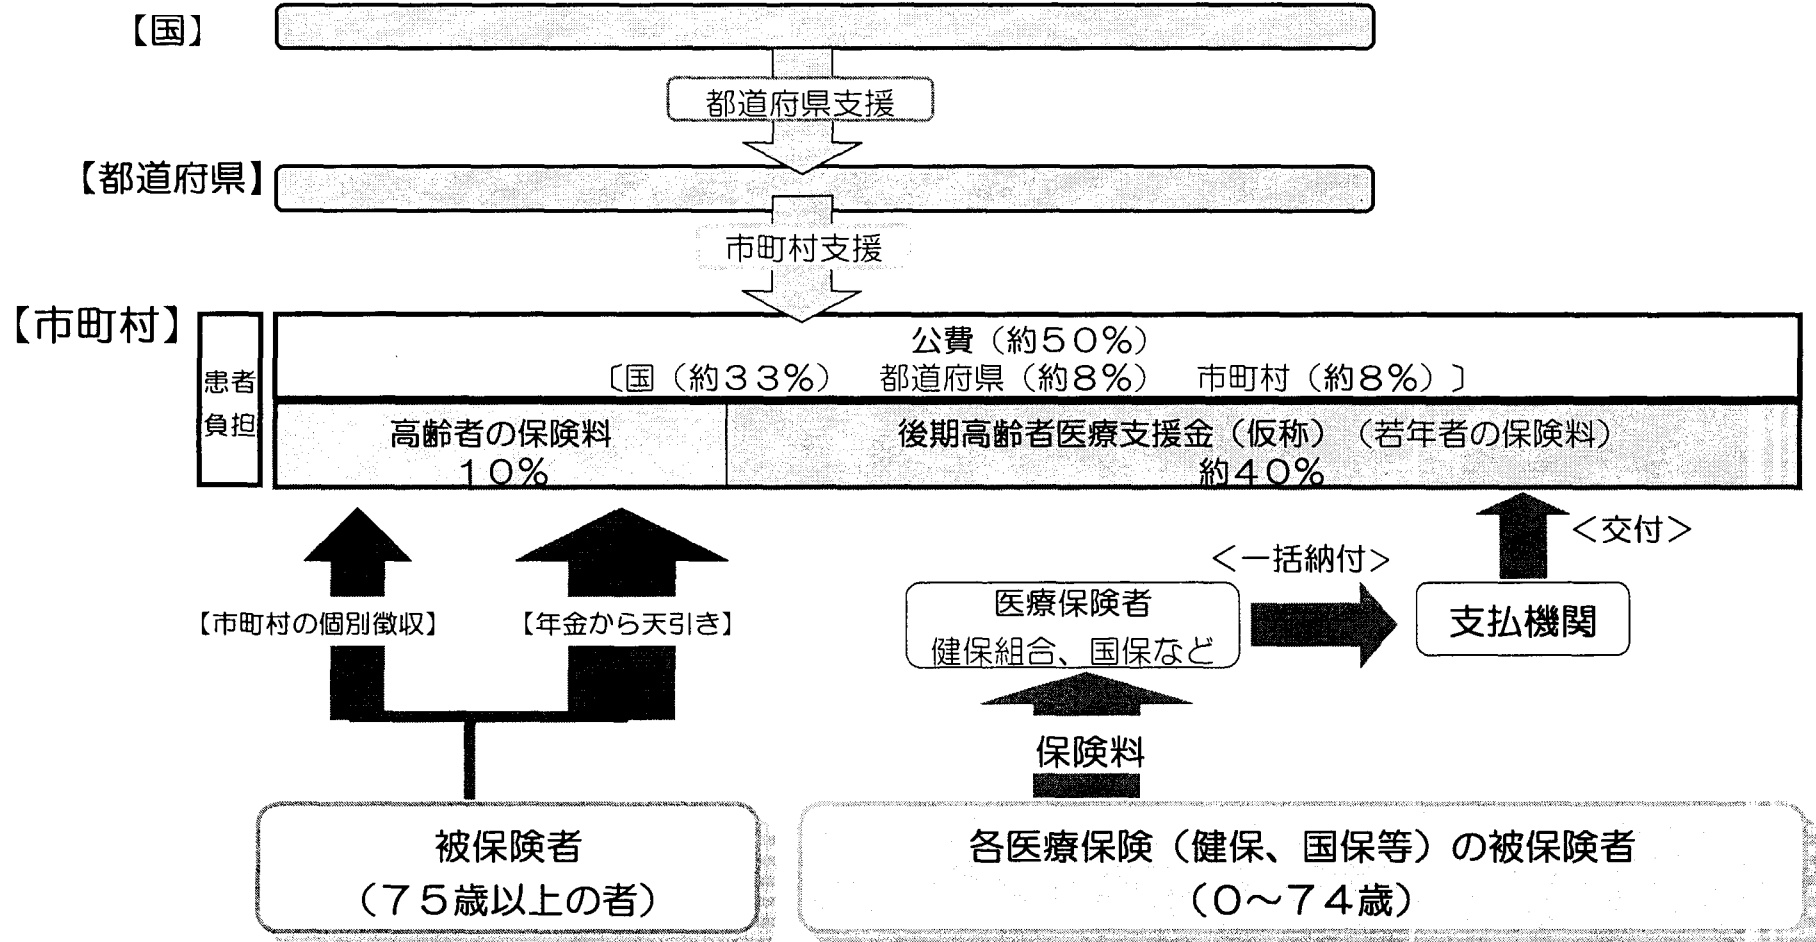 【国】
都道府県支援
【都道府県】
市町村支援
【市町村】
患者
負担
公費（約５０％）
〔国（約３３％）　都道府県（約８％）　市町村（約８％）〕
高齢者の保険料
１０％
後期高齢者医療支援金（仮称）（若年者の保険料）
約４０％
＜交付＞
＜一括納付＞
【市町村の個別徴収】
【年金から天引き】
医療保険者
健保組合、国保など
支払機関
保険料
被保険者
（７５歳以上の者）
各医療保険（健保、国保等）の被保険者
（０～７４歳）